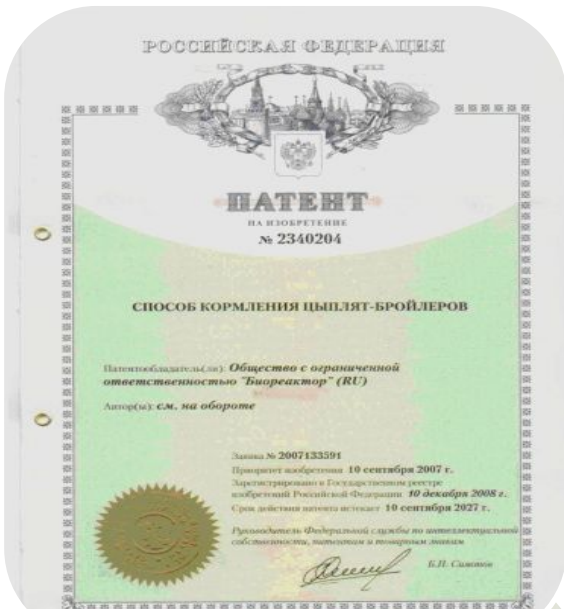 РОССИЙСКАЯ ФЕДЕРАЦИЯ
ПАТЕНТ
НА ИЗОБРЕТЕНИЕ
№ 2340204
СПОСОБ КОРМЛЕНИЯ ЦЫПЛЯТ-БРОЙЛЕРОВ
Патентообладатель(ли): Общество с ограниченной
ответственностью "Биореактор" (RU)
Автор(ы): см. на обороте
Заявка № 2007133591
Приоритет изобретения 10 сентября 2007 г.
Зарегистрировано в Государственном реестре
изобретений Российской Федерации 10 декабря 2008 г.
Срок действия патента истекает 10 сентября 2027 г.
Руководитель Федеральной службы по интеллектуальной
собственности, патентам и товарным знакам
Б.П. Симонов